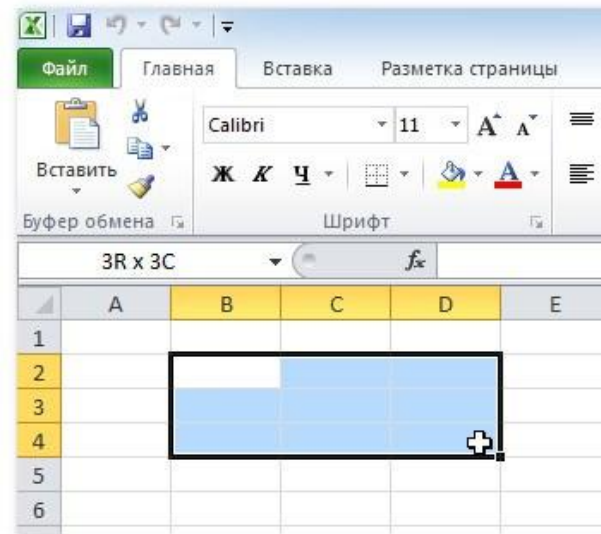 Файл Главная Вставка Разметка страницы
Calibri 11 А А
Вставить Ж К Ч А
Буфер обмена Шрифт
3R x 3C fx
A B C D E
1
2
3
4
5
6